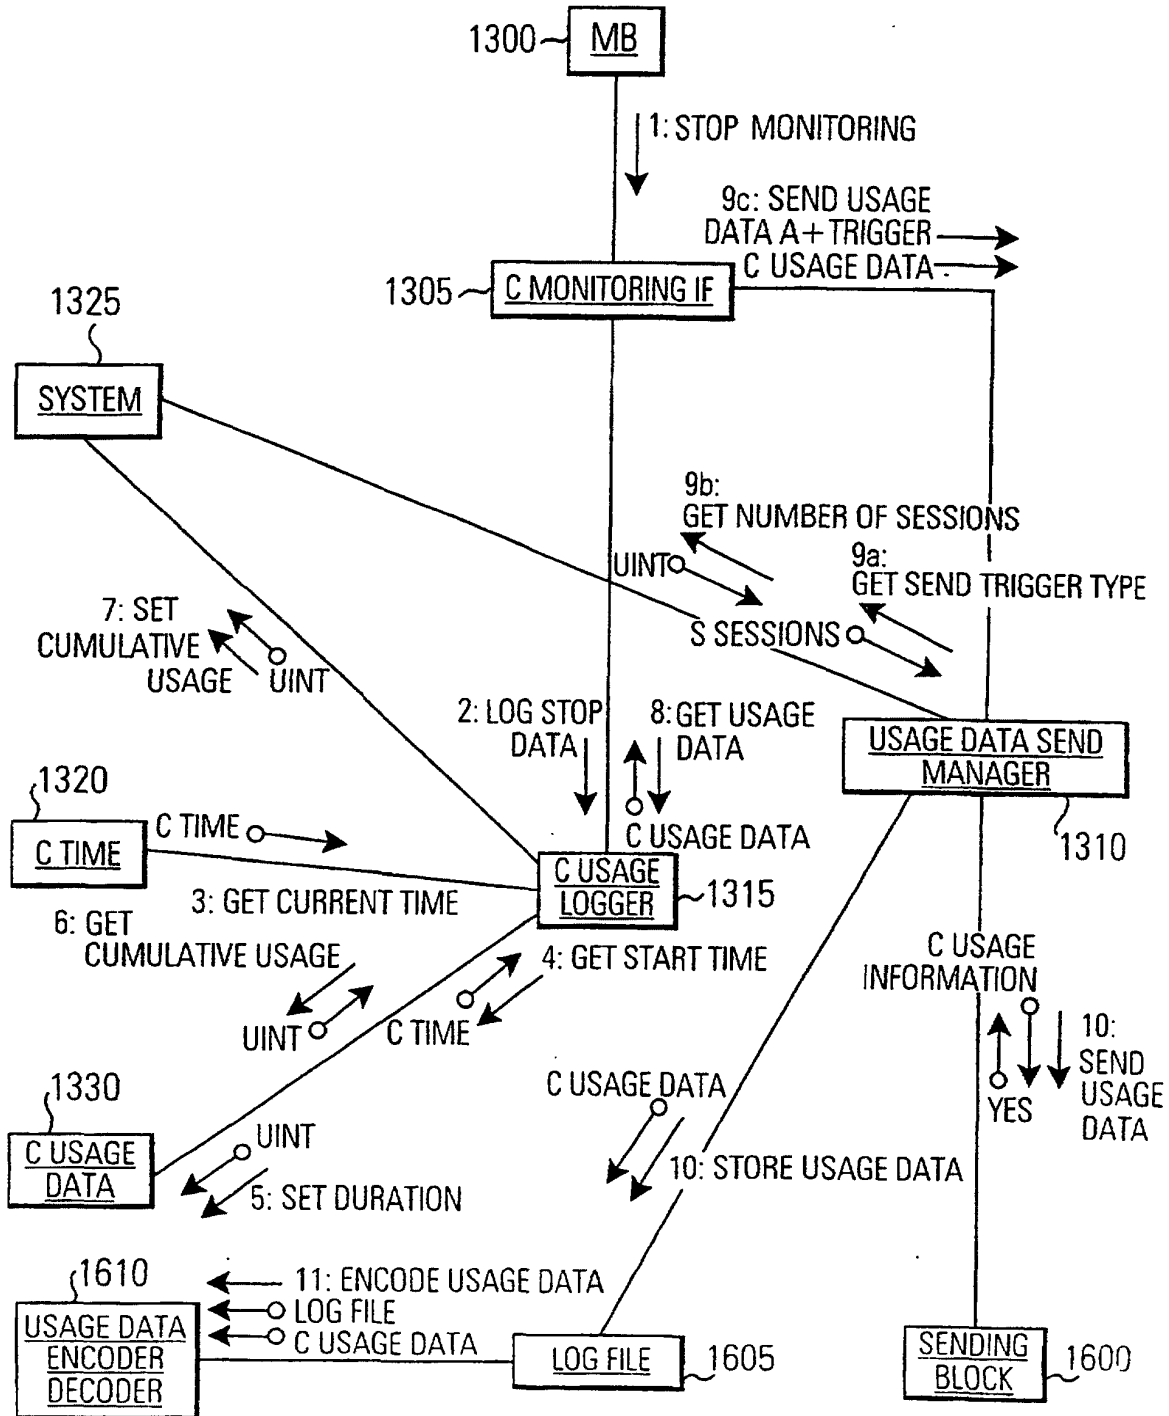 1300
MB
1: STOP MONITORING
9c: SEND USAGE
DATA A+TRIGGER
C USAGE DATA
1305
C MONITORING IF
1325
SYSTEM
9b:
GET NUMBER OF SESSIONS
UINT
9a:
GET SEND TRIGGER TYPE
S SESSIONS
7: SET
CUMULATIVE
USAGE
UINT
2: LOG STOP
DATA
8: GET USAGE
DATA
C USAGE DATA
USAGE DATA SEND
MANAGER
1310
1320
C TIME
C TIME
3: GET CURRENT TIME
C USAGE
LOGGER
1315
6: GET
CUMULATIVE USAGE
UINT
4: GET START TIME
C TIME
C USAGE
INFORMATION
YES
10:
SEND
USAGE
DATA
1330
C USAGE
DATA
UINT
5: SET DURATION
C USAGE DATA
10: STORE USAGE DATA
1610
USAGE DATA
ENCODER
DECODER
11: ENCODE USAGE DATA
LOG FILE
C USAGE DATA
LOG FILE
1605
SENDING
BLOCK
1600